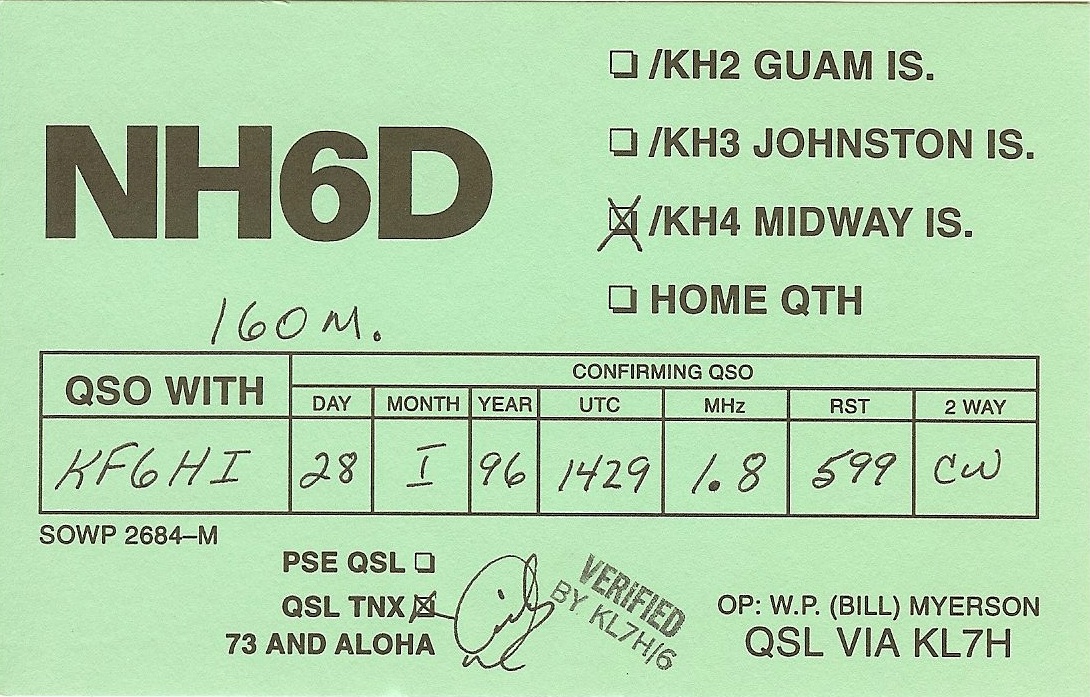 /KH2 GUAM IS.
/KH3 JOHNSTON IS.
NH6D
/KH4 MIDWAY IS.
HOME QTH
160 M.
QSO WITH
CONFIRMING QSO
DAY MONTH YEAR UTC MHz RST 2 WAY
KF6HI 28 I 96 1429 1.8 599 CW
SOWP 2684–M
PSE QSL
QSL TNX
73 AND ALOHA
VERIFIED
BY KL7H/6
OP: W.P. (BILL) MYERSON
QSL VIA KL7H